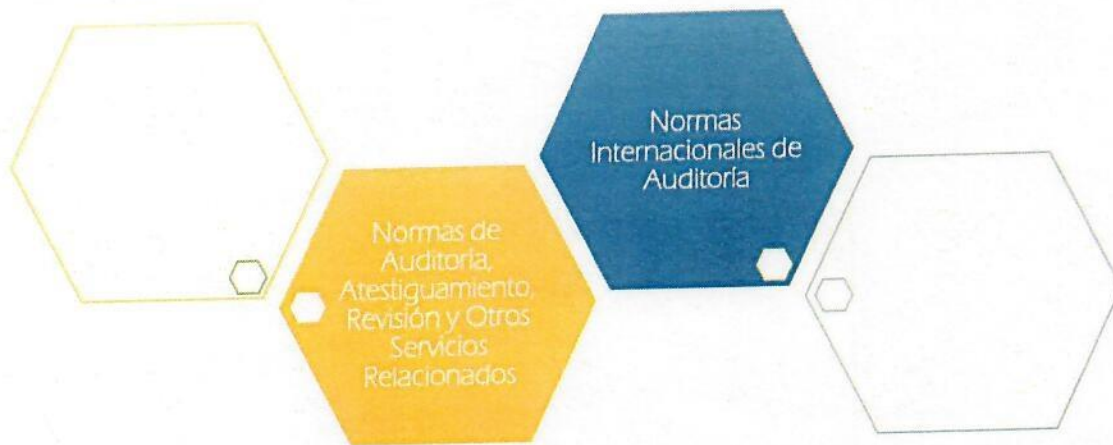 Normas
Internacionales de
Auditoría
Normas de
Auditoría,
Atestiguamiento,
Revisión y Otros
Servicios
Relacionados